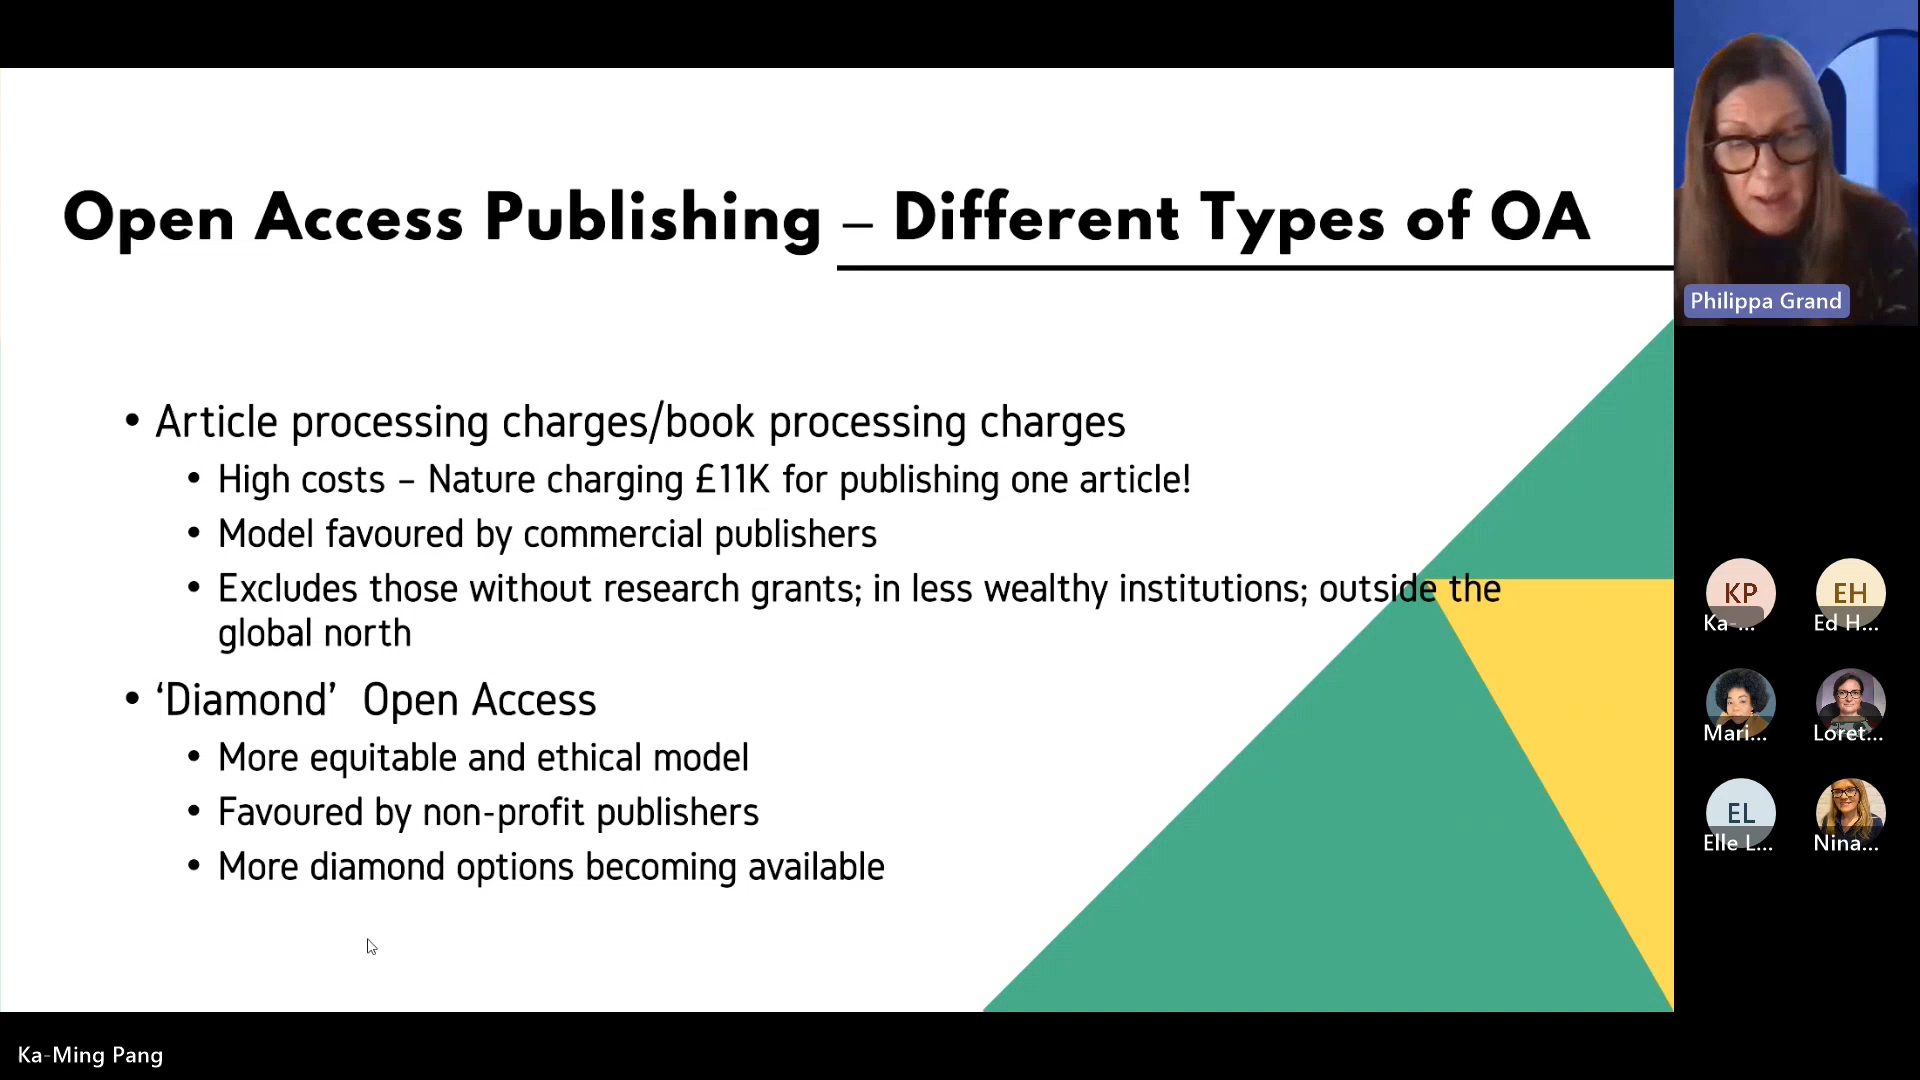 Open Access Publishing – Different Types of OA
• Article processing charges/book processing charges
• High costs – Nature charging £11K for publishing one article!
• Model favoured by commercial publishers
• Excludes those without research grants; in less wealthy institutions; outside the
global north
• ‘Diamond’ Open Access
• More equitable and ethical model
• Favoured by non-profit publishers
• More diamond options becoming available
Philippa Grand
KP
EH
Ka-...
Ed H...
Mari...
Loret...
EL
Elle L...
Nina...
Ka-Ming Pang